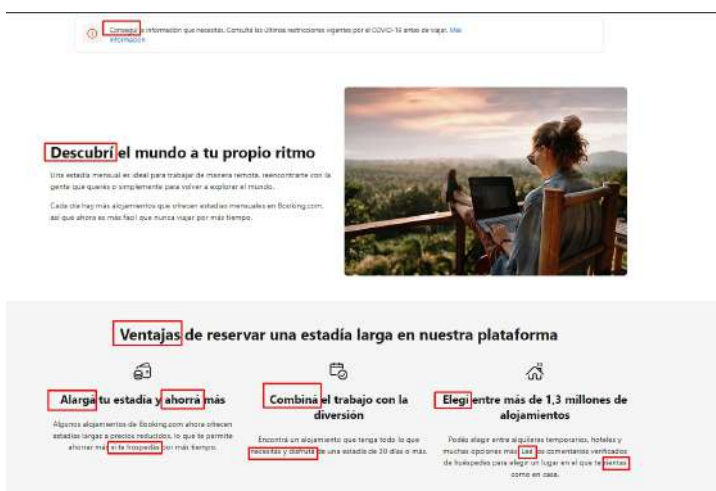 Conseguí la información que necesitás. Consultá las últimas restricciones vigentes por el COVID-19 antes de viajar. Más
información
Descubrí el mundo a tu propio ritmo
Una estadía mensual es ideal para trabajar de manera remota, reencontrarte con la
gente que querés o simplemente para volver a explorar el mundo.
Cada día hay más alojamientos que ofrecen estadías mensuales en Booking.com,
así que ahora es más fácil que nunca viajar por más tiempo.
Ventajas de reservar una estadía larga en nuestra plataforma
Alargá tu estadía y ahorrá más
Algunos alojamientos de Booking.com ahora ofrecen
estadías largas a precios reducidos, lo que te permite
ahorrar más si te hospedás por más tiempo.
Combiná el trabajo con la
diversión
Encontrá un alojamiento que tenga todo lo que
necesitás y disfrutá de una estadía de 30 días o más.
Elegí entre más de 1,3 millones de
alojamientos
Podés elegir entre alquileres temporarios, hoteles y
muchas opciones más. Leé los comentarios verificados
de huéspedes para elegir un lugar en el que te sientas
como en casa.